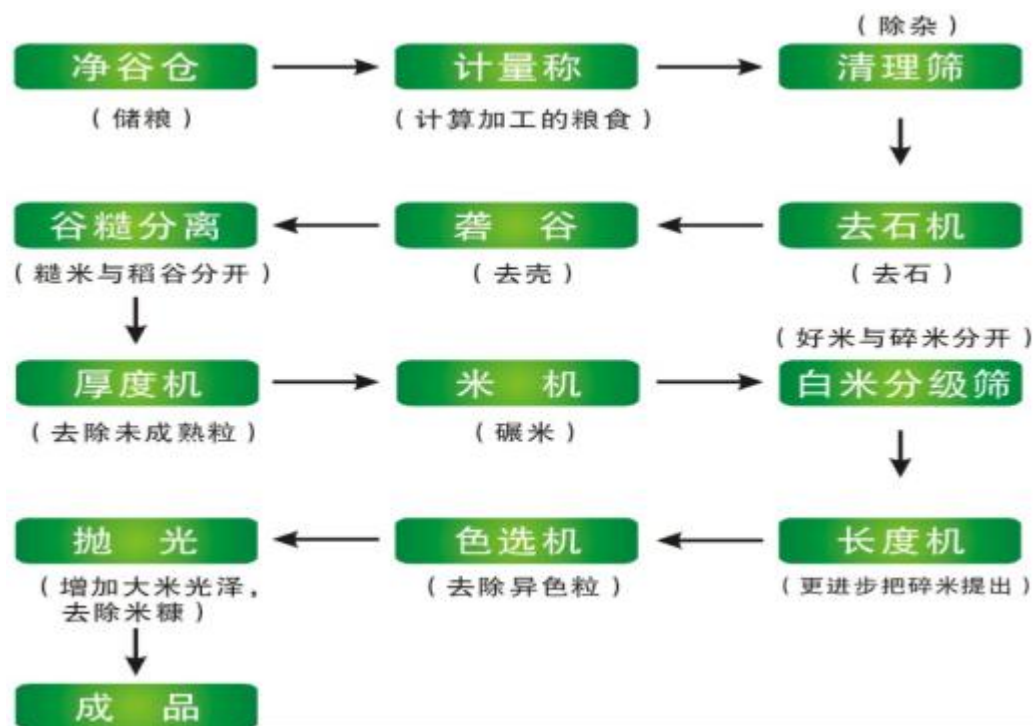 净谷仓
（储粮）
计量称
（计算加工的粮食）
（除杂）
清理筛
去石机
（去石）
砻 谷
（去壳）
谷糙分离
（糙米与稻谷分开）
厚度机
（去除未成熟粒）
米 机
（碾米）
（好米与碎米分开）
白米分级筛
长度机
（更进步把碎米提出）
色选机
（去除异色粒）
抛 光
（增加大米光泽，
去除米糠）
成 品